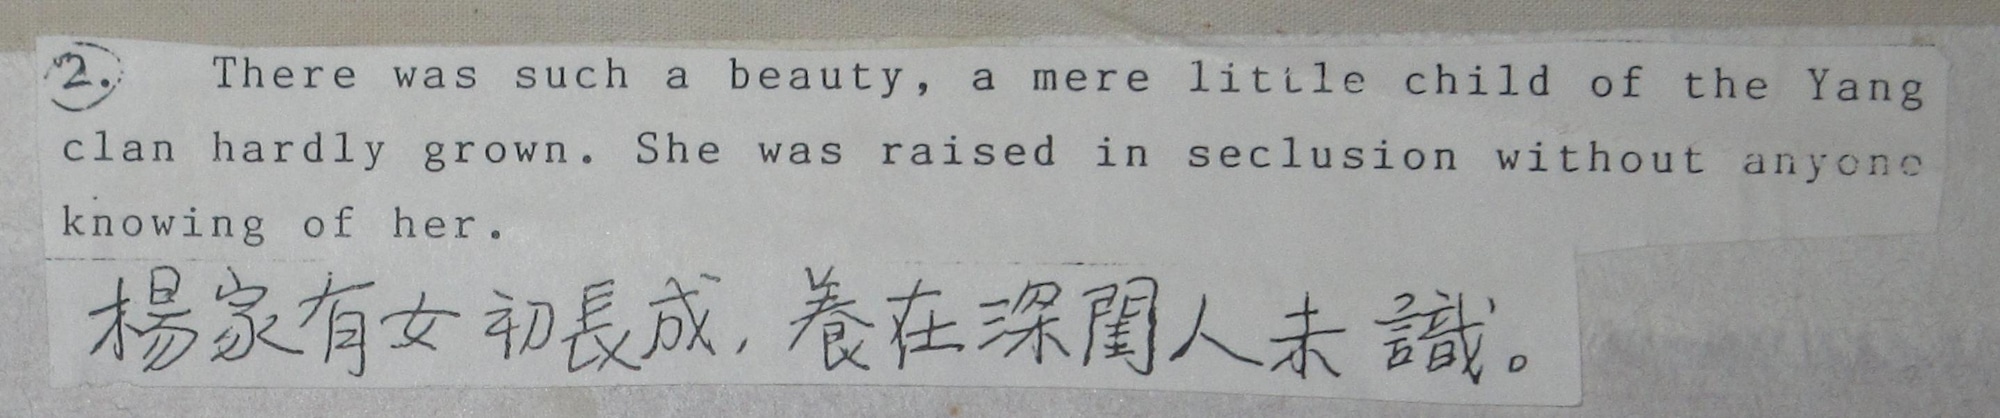 2. There was such a beauty, a mere little child of the Yang
clan hardly grown. She was raised in seclusion without anyone
knowing of her.
楊家有女初長成,養在深閨人未識。